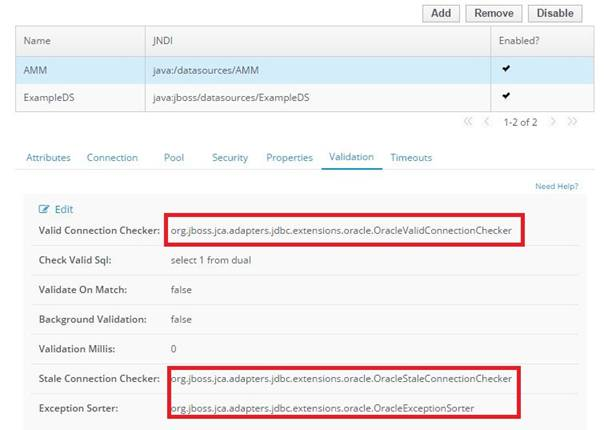 Add Remove Disable
Name JNDI Enabled?
AMM java:/datasources/AMM
ExampleDS java:jboss/datasources/ExampleDS
« ‹ 1-2 of 2 › »
Attributes Connection Pool Security Properties Validation Timeouts
Need Help?
Edit
Valid Connection Checker: org.jboss.jca.adapters.jdbc.extensions.oracle.OracleValidConnectionChecker
Check Valid Sql: select 1 from dual
Validate On Match: false
Background Validation: false
Validation Millis: 0
Stale Connection Checker: org.jboss.jca.adapters.jdbc.extensions.oracle.OracleStaleConnectionChecker
Exception Sorter: org.jboss.jca.adapters.jdbc.extensions.oracle.OracleExceptionSorter